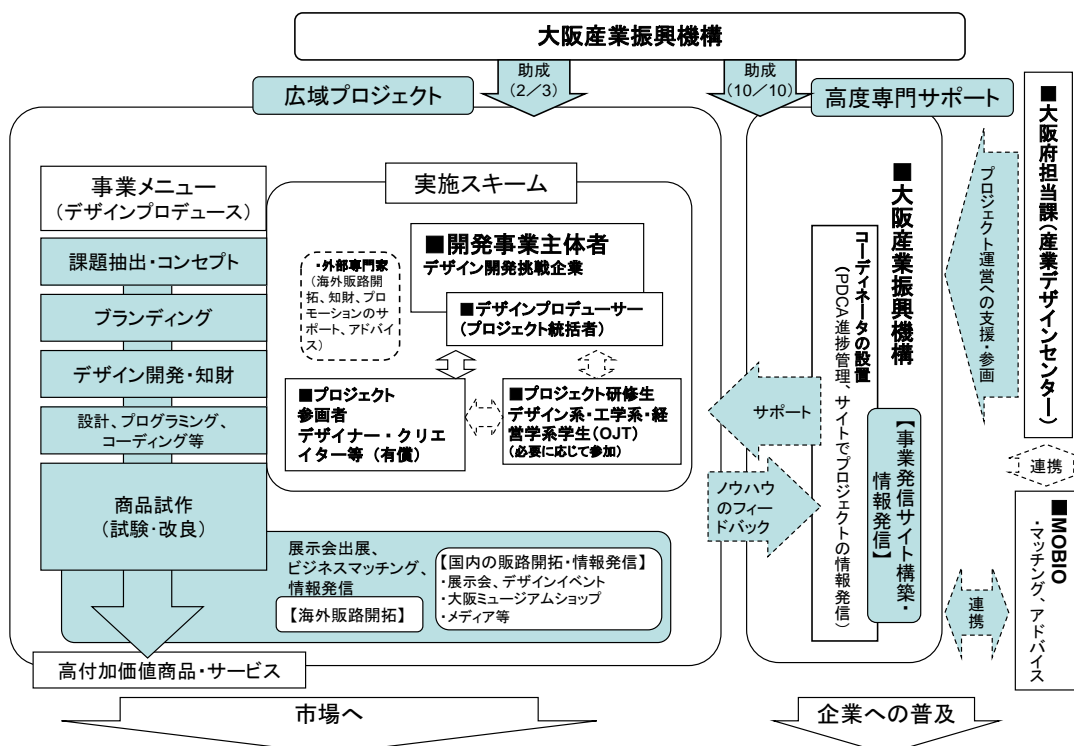 大阪産業振興機構
助成
(2/3)
助成
(10/10)
広域プロジェクト
高度専門サポート
事業メニュー
(デザインプロデュース)
課題抽出・コンセプト
ブランディング
デザイン開発・知財
設計、プログラミング、
コーディング等
商品試作
(試験・改良)
実施スキーム
■開発事業主体者
デザイン開発挑戦企業
■デザインプロデューサー
(プロジェクト統括者)
・外部専門家
(海外販路開
拓、知財、プロ
モーションのサ
ポート、アドバイ
ス)
■プロジェクト
参画者
デザイナー・クリエ
イター等(有償)
■プロジェクト研修生
デザイン系・工学系・経
営学系学生(OJT)
(必要に応じて参加)
展示会出展、
ビジネスマッチング、
情報発信
【海外販路開拓】
【国内の販路開拓・情報発信】
・展示会、デザインイベント
・大阪ミュージアムショップ
・メディア等
高付加価値商品・サービス
市場へ
サポート
ノウハウ
のフィー
ドバック
■大阪産業振興機構
コーディネータの設置
(PDCA進捗管理、サイトでプロジェクトの情報発信)
【事業発信サイト構築・
情報発信】
企業への普及
プロジェクト運営への支援・参画
■大阪府担当課(産業デザインセンター)
連携
連携
■MOBIO
・マッチング、アドバイス